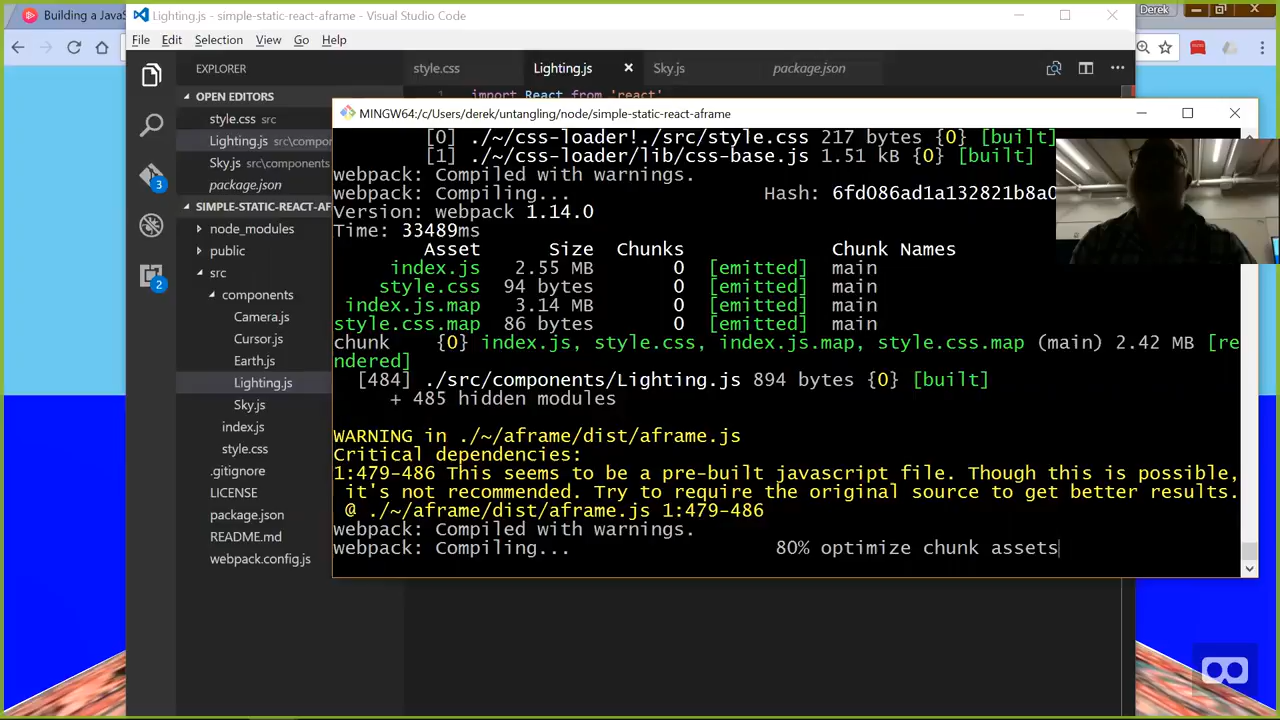 Building a JavaS
Derek
Lighting.js - simple-static-react-aframe - Visual Studio Code
File Edit Selection View Go Help
EXPLORER
OPEN EDITORS
style.css src
Lighting.js src\compo
Sky.js src\components
package.json
SIMPLE-STATIC-REACT-AF
node_modules
public
src
components
Camera.js
Cursor.js
Earth.js
Lighting.js
Sky.js
index.js
style.css
.gitignore
LICENSE
package.json
README.md
webpack.config.js
3
2
style.css Lighting.js Sky.js package.json
1 import React from 'react'
MINGW64:/c/Users/derek/untangling/node/simple-static-react-aframe
[0] ./~/css-loader!./src/style.css 217 bytes {0} [built]
[1] ./~/css-loader/lib/css-base.js 1.51 kB {0} [built]
webpack: Compiled with warnings.
webpack: Compiling... Hash: 6fd086ad1a132821b8a0
Version: webpack 1.14.0
Time: 33489ms
Asset Size Chunks Chunk Names
index.js 2.55 MB 0 [emitted] main
style.css 94 bytes 0 [emitted] main
index.js.map 3.14 MB 0 [emitted] main
style.css.map 86 bytes 0 [emitted] main
chunk {0} index.js, style.css, index.js.map, style.css.map (main) 2.42 MB [re
ndered]
[484] ./src/components/Lighting.js 894 bytes {0} [built]
+ 485 hidden modules
WARNING in ./~/aframe/dist/aframe.js
Critical dependencies:
1:479-486 This seems to be a pre-built javascript file. Though this is possible,
it's not recommended. Try to require the original source to get better results.
@ ./~/aframe/dist/aframe.js 1:479-486
webpack: Compiled with warnings.
webpack: Compiling... 80% optimize chunk assets